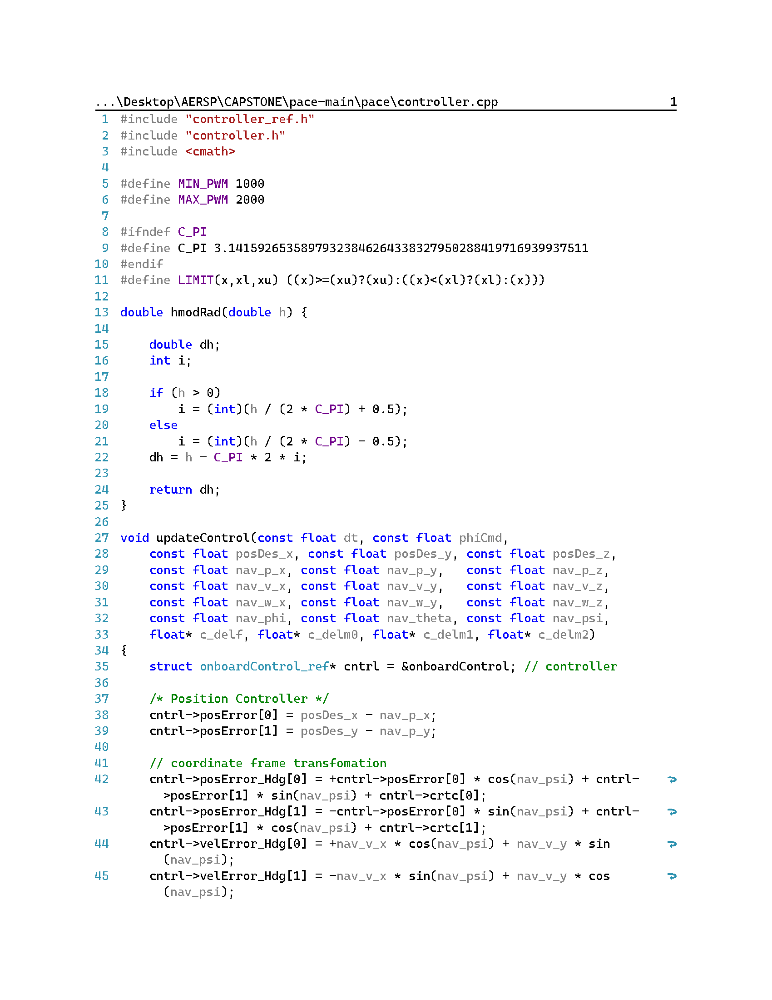 ...\Desktop\AERSP\CAPSTONE\pace-main\pace\controller.cpp 1
1 #include "controller_ref.h"
2 #include "controller.h"
3 #include <cmath>
4
5 #define MIN_PWM 1000
6 #define MAX_PWM 2000
7
8 #ifndef C_PI
9 #define C_PI 3.14159265358979323846264338327950288419716939937511
10 #endif
11 #define LIMIT(x,xl,xu) ((x)>=(xu)?(xu):((x)<(xl)?(xl):(x)))
12
13 double hmodRad(double h) {
14
15     double dh;
16     int i;
17
18     if (h > 0)
19         i = (int)(h / (2 * C_PI) + 0.5);
20     else
21         i = (int)(h / (2 * C_PI) - 0.5);
22     dh = h - C_PI * 2 * i;
23
24     return dh;
25 }
26
27 void updateControl(const float dt, const float phiCmd,
28     const float posDes_x, const float posDes_y, const float posDes_z,
29     const float nav_p_x, const float nav_p_y,   const float nav_p_z,
30     const float nav_v_x, const float nav_v_y,   const float nav_v_z,
31     const float nav_w_x, const float nav_w_y,   const float nav_w_z,
32     const float nav_phi, const float nav_theta, const float nav_psi,
33     float* c_delf, float* c_delm0, float* c_delm1, float* c_delm2)
34 {
35     struct onboardControl_ref* cntrl = &onboardControl; // controller
36
37     /* Position Controller */
38     cntrl->posError[0] = posDes_x - nav_p_x;
39     cntrl->posError[1] = posDes_y - nav_p_y;
40
41     // coordinate frame transfomation
42     cntrl->posError_Hdg[0] = +cntrl->posError[0] * cos(nav_psi) + cntrl-
>posError[1] * sin(nav_psi) + cntrl->crtc[0];
43     cntrl->posError_Hdg[1] = -cntrl->posError[0] * sin(nav_psi) + cntrl-
>posError[1] * cos(nav_psi) + cntrl->crtc[1];
44     cntrl->velError_Hdg[0] = +nav_v_x * cos(nav_psi) + nav_v_y * sin
(nav_psi);
45     cntrl->velError_Hdg[1] = -nav_v_x * sin(nav_psi) + nav_v_y * cos
(nav_psi);